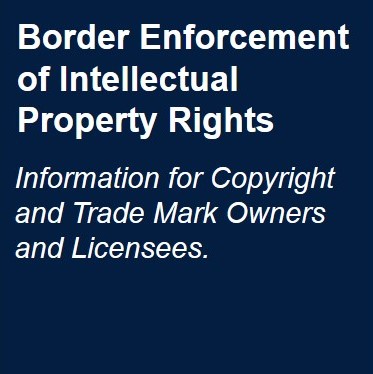 Border Enforcement
of Intellectual
Property Rights
Information for Copyright
and Trade Mark Owners
and Licensees.